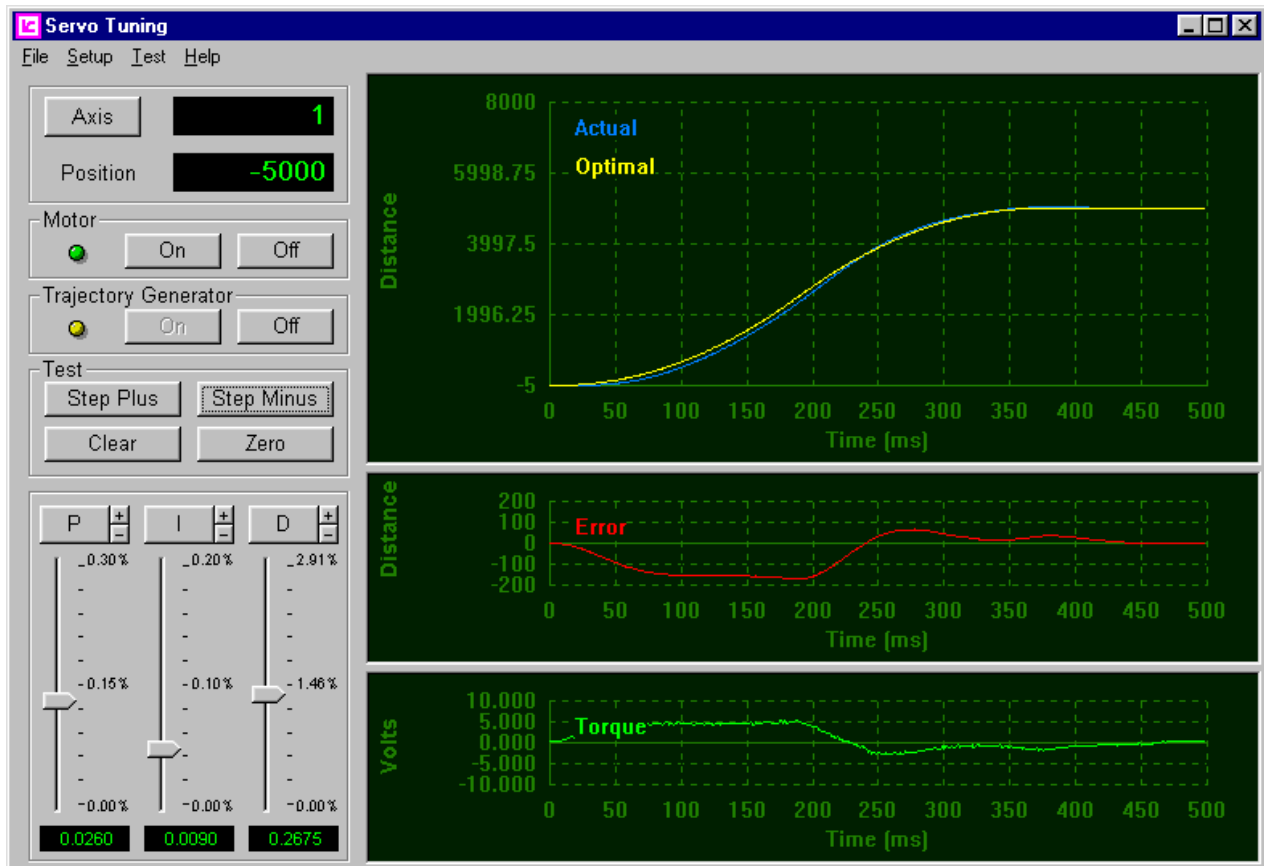 Servo Tuning
File Setup Test Help
Axis 1
Position -5000
Motor
On Off
Trajectory Generator
On Off
Test
Step Plus Step Minus
Clear Zero
P + - I + - D + -
0.30% 0.20% 2.91%
0.15% 0.10% 1.46%
0.00% 0.00% 0.00%
0.0260 0.0090 0.2675
Distance
8000
5998.75
3997.5
1996.25
-5
Actual
Optimal
0 50 100 150 200 250 300 350 400 450 500
Time (ms)
Distance
200
100
0
-100
-200
Error
0 50 100 150 200 250 300 350 400 450 500
Time (ms)
Volts
10.000
5.000
0.000
-5.000
-10.000
Torque
0 50 100 150 200 250 300 350 400 450 500
Time (ms)